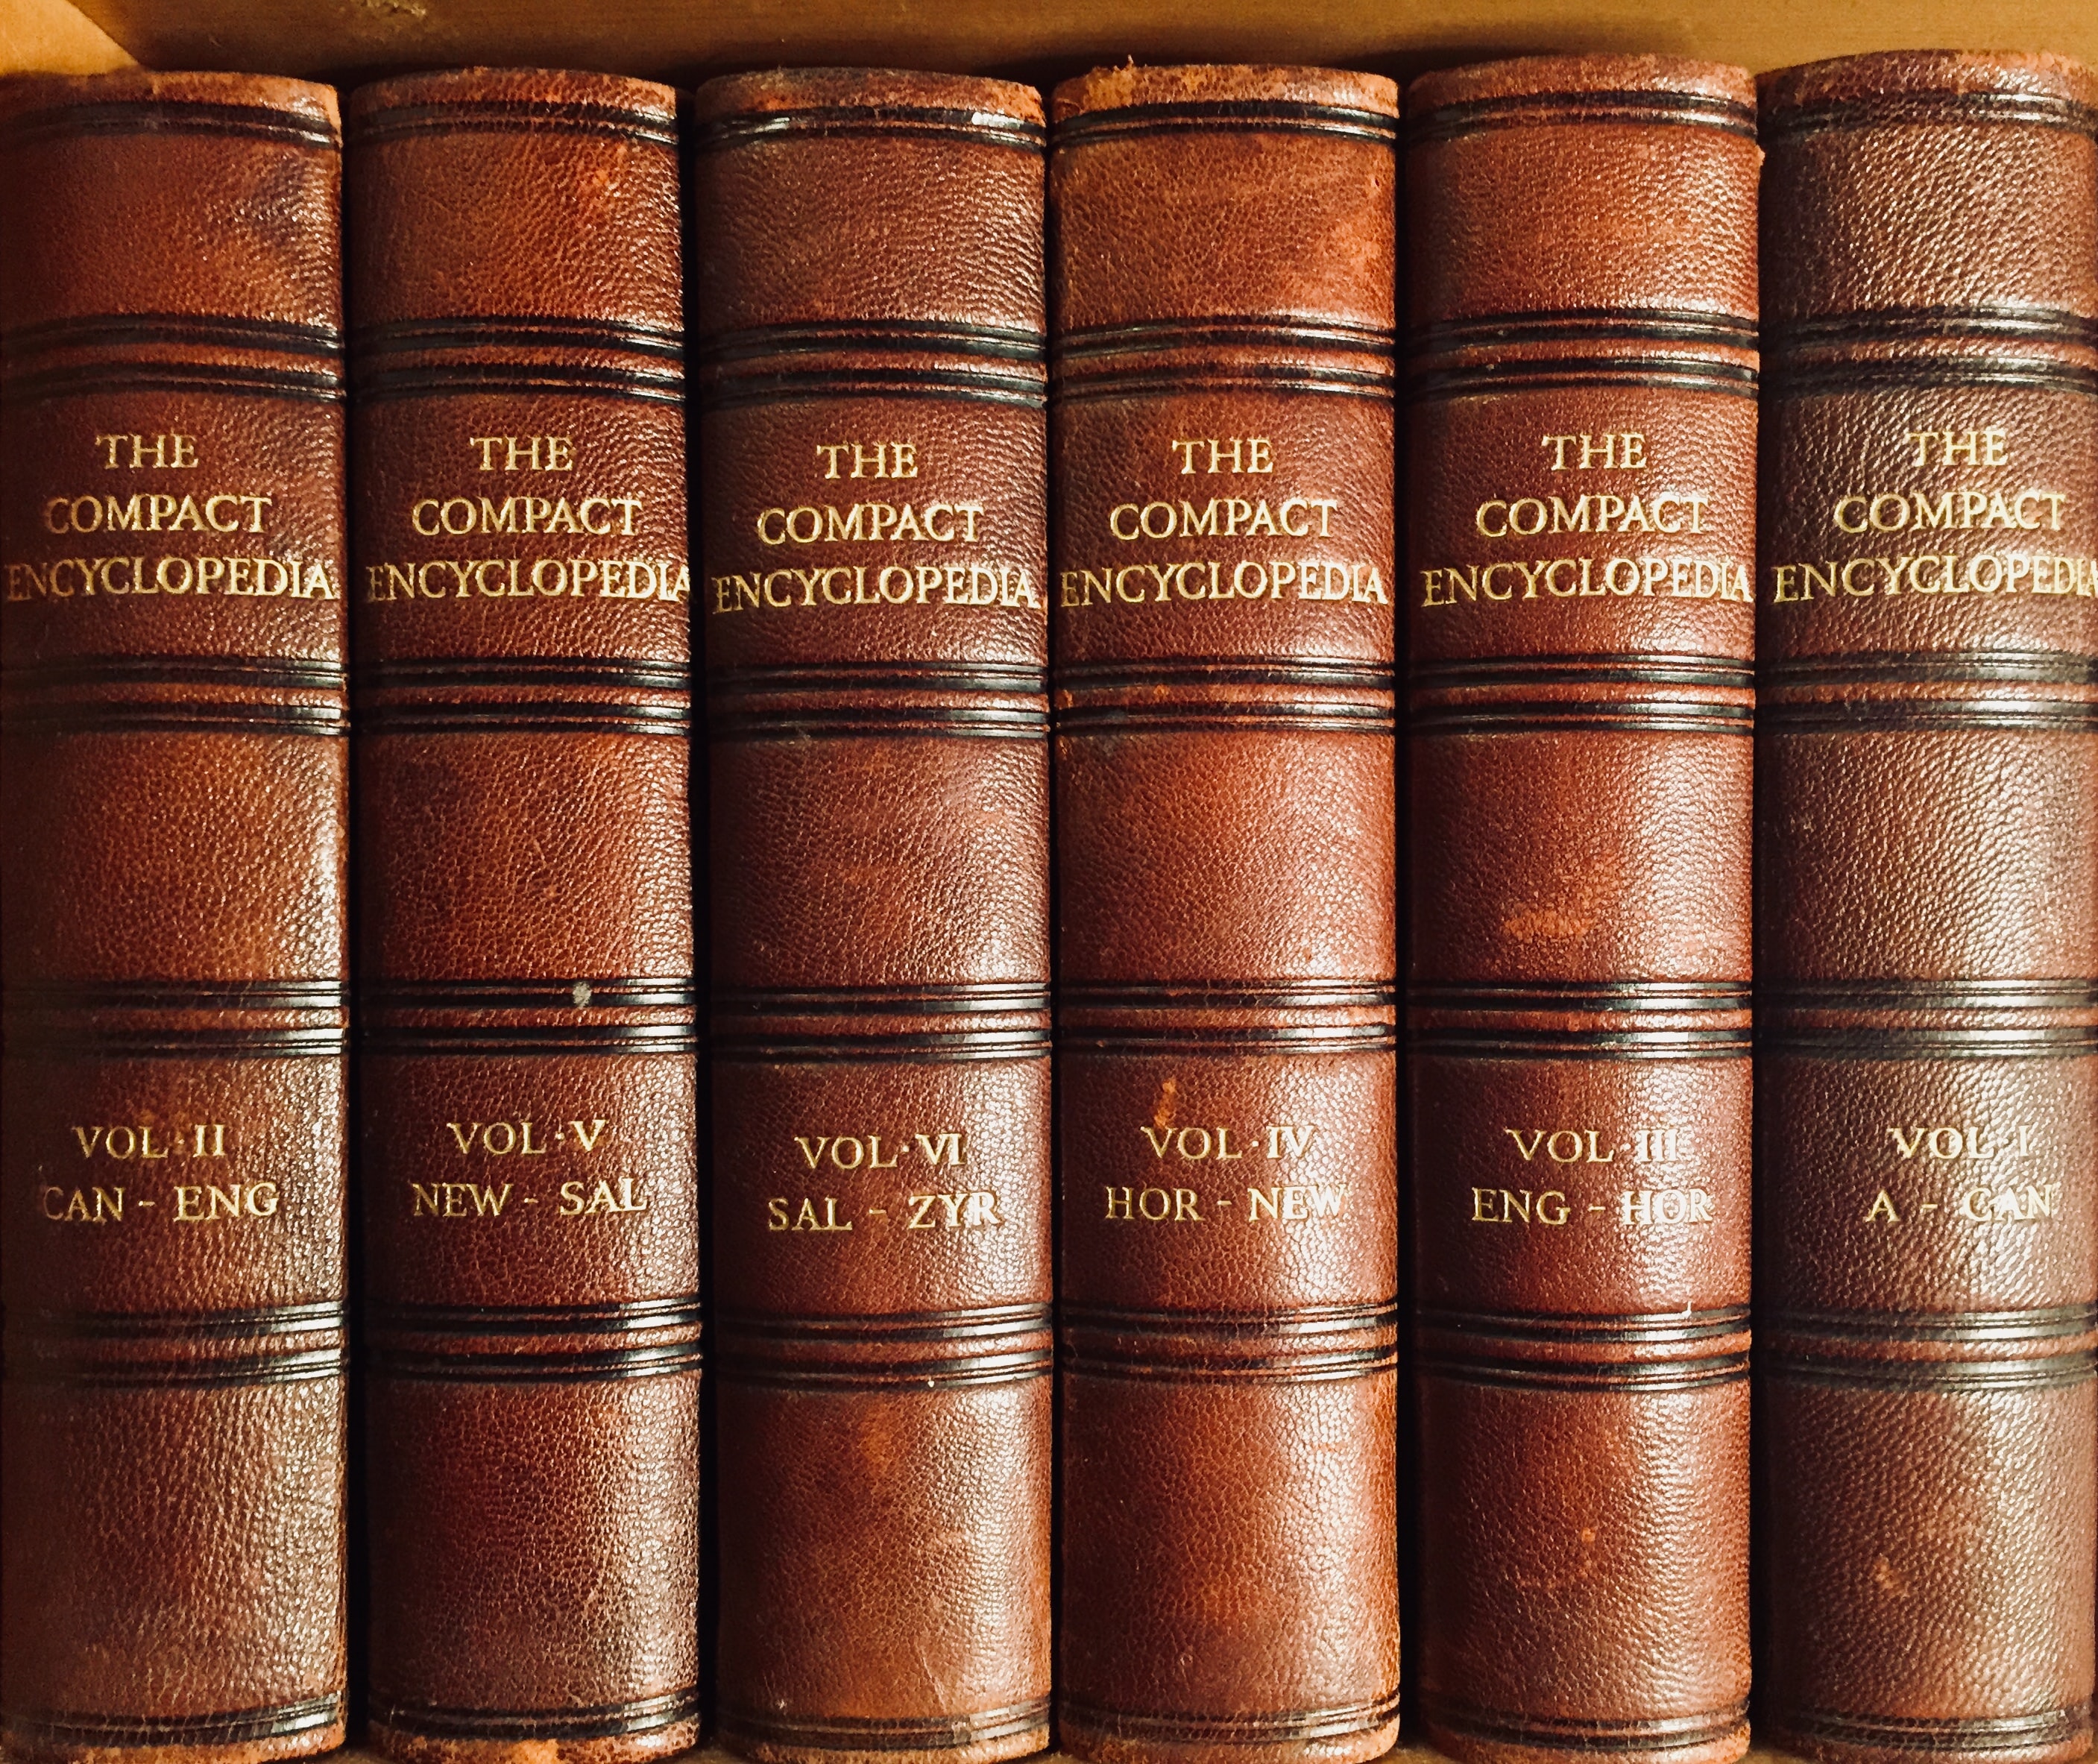 THE
COMPACT
ENCYCLOPEDIA
VOL·II
CAN - ENG
THE
COMPACT
ENCYCLOPEDIA
VOL·V
NEW - SAL
THE
COMPACT
ENCYCLOPEDIA
VOL·VI
SAL - ZYR
THE
COMPACT
ENCYCLOPEDIA
VOL·IV
HOR - NEW
THE
COMPACT
ENCYCLOPEDIA
VOL·III
ENG - HOR
THE
COMPACT
ENCYCLOPEDIA
VOL·I
A - CAN